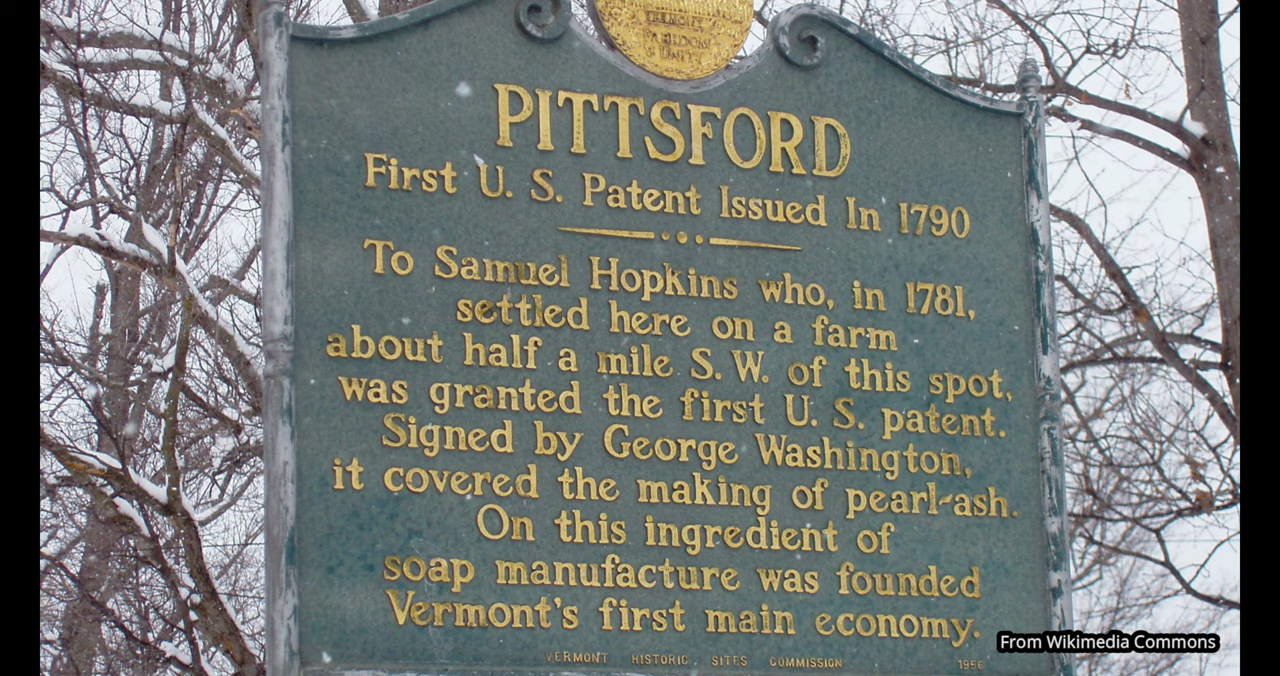 VERMONT
FREEDOM
& UNITY
PITTSFORD
First U. S. Patent Issued In 1790
To Samuel Hopkins who, in 1781,
settled here on a farm
about half a mile S. W. of this spot,
was granted the first U. S. patent.
Signed by George Washington,
it covered the making of pearl-ash.
On this ingredient of
soap manufacture was founded
Vermont's first main economy.
VERMONT HISTORIC SITES COMMISSION 1956
From Wikimedia Commons